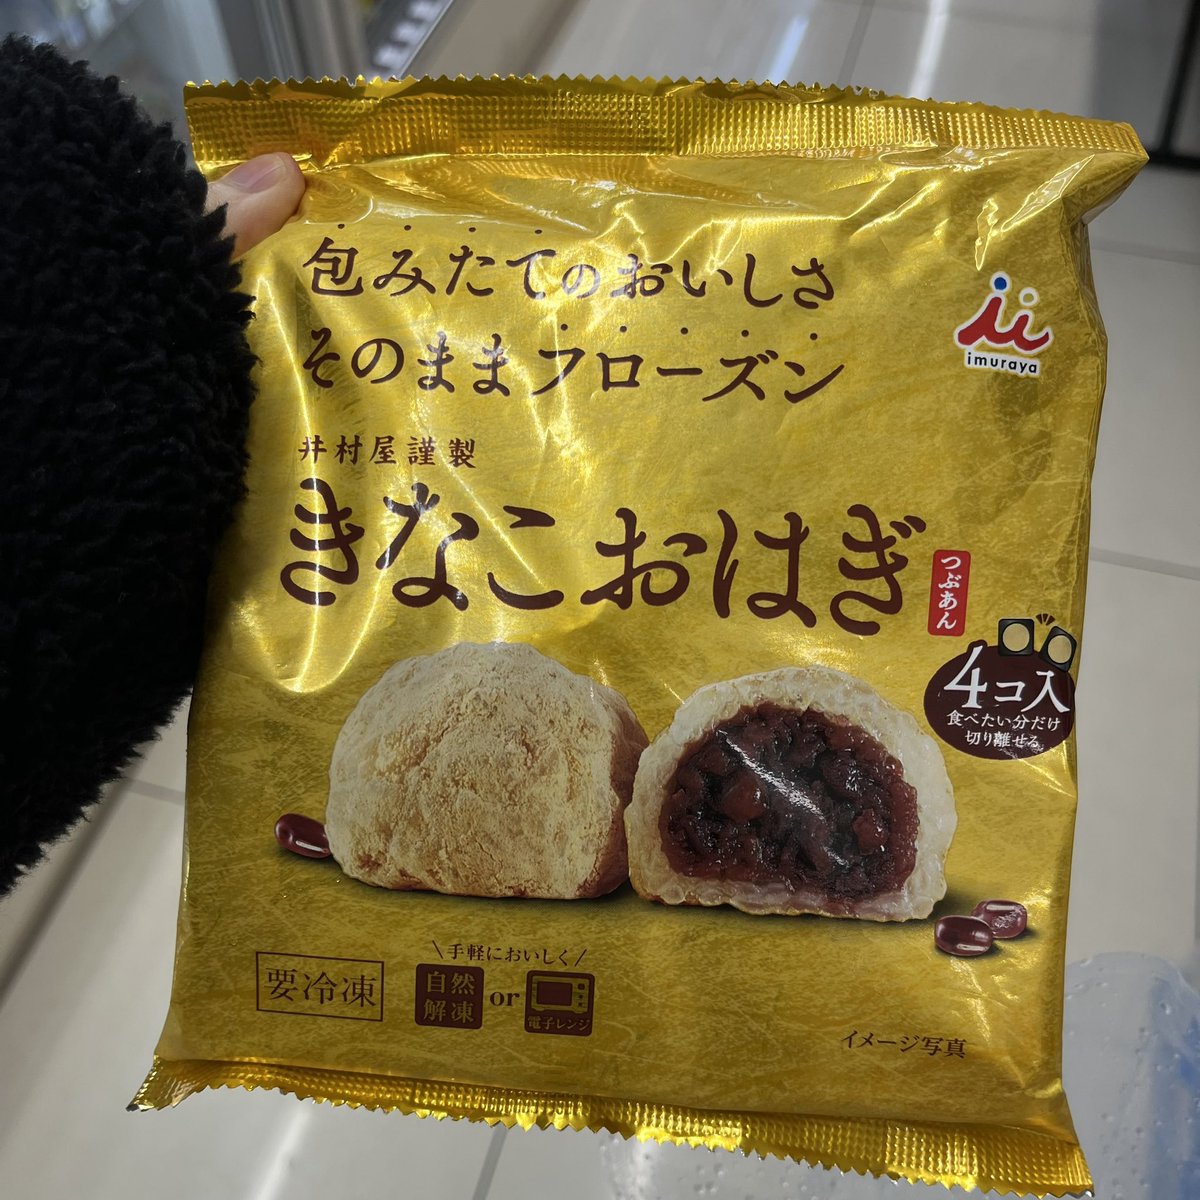 包みたてのおいしさ
そのままフローズン
imuraya
井村屋謹製
きなこおはぎ
つぶあん
4コ入
食べたい分だけ
切り離せる
要冷凍
手軽においしく
自然
解凍
or
電子レンジ
イメージ写真